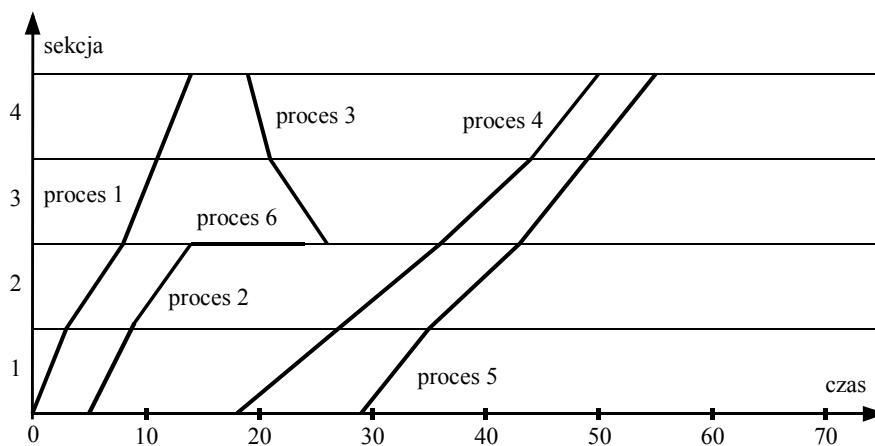 sekcja
4
proces 3
proces 4
3
proces 1
proces 6
2
proces 2
1
proces 5
czas
0 10 20 30 40 50 60 70